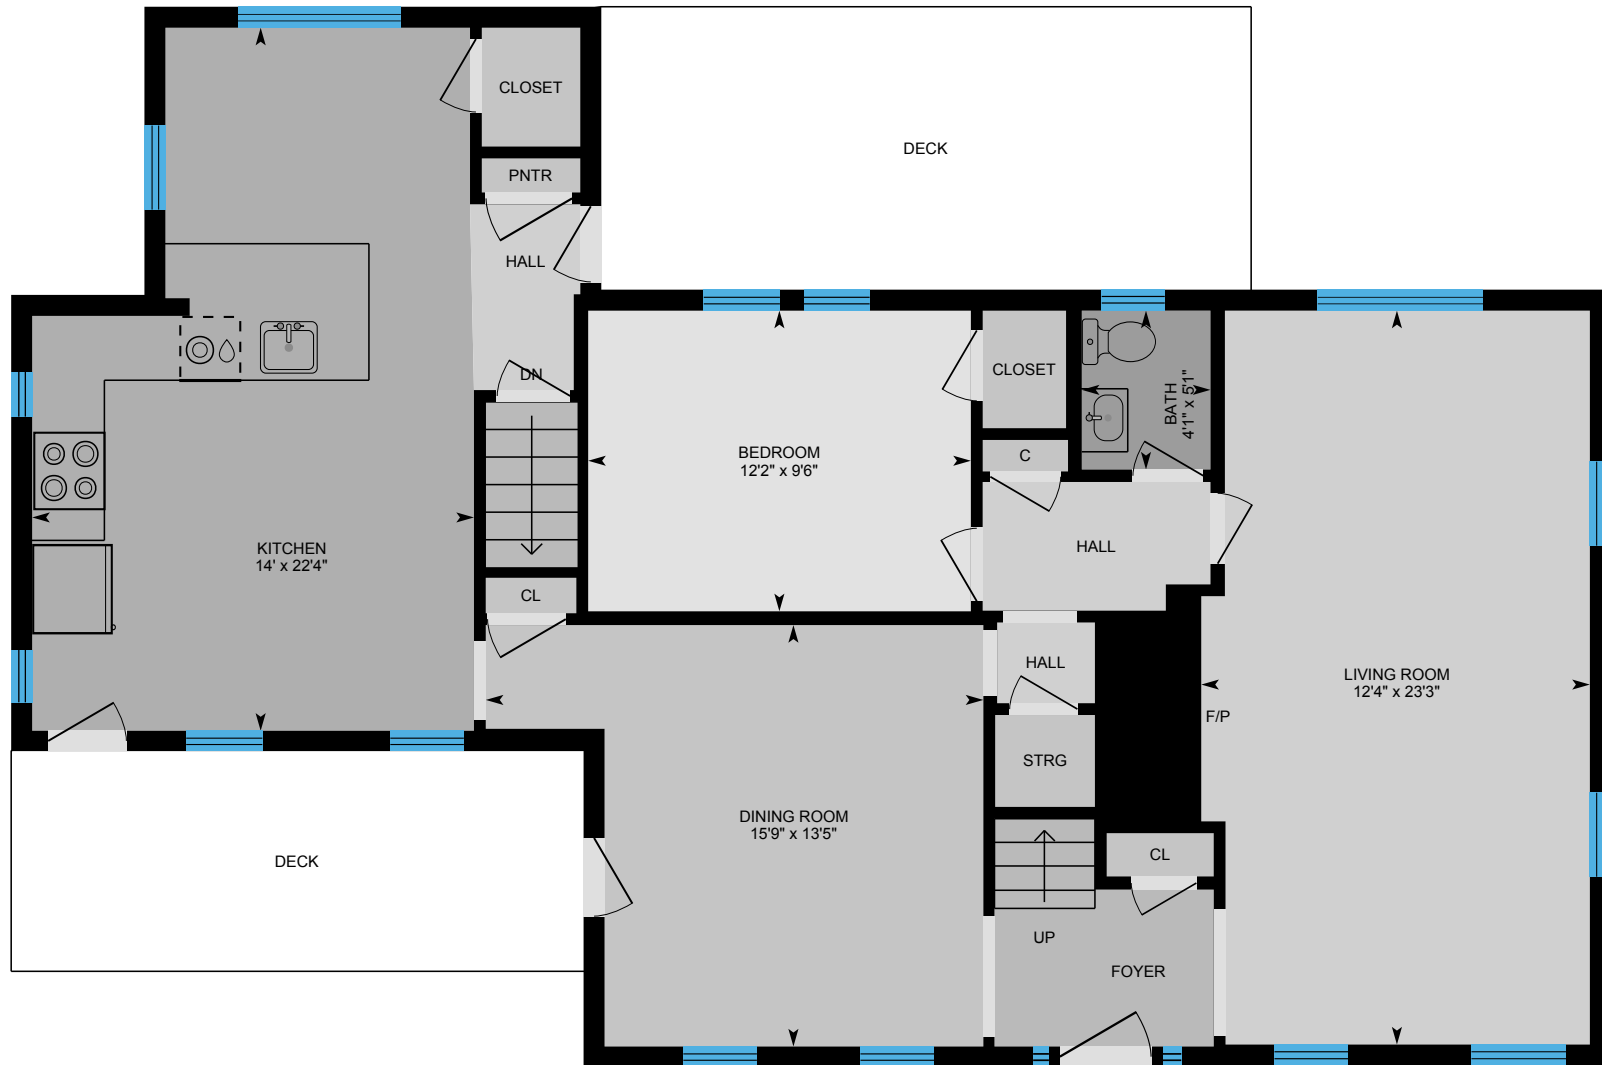 CLOSET
DECK
PNTR
HALL
DN
CLOSET
BATH
4'1" x 5'1"
BEDROOM
12'2" x 9'6"
C
KITCHEN
14' x 22'4"
HALL
CL
HALL
LIVING ROOM
12'4" x 23'3"
F/P
STRG
DINING ROOM
15'9" x 13'5"
DECK
CL
UP
FOYER